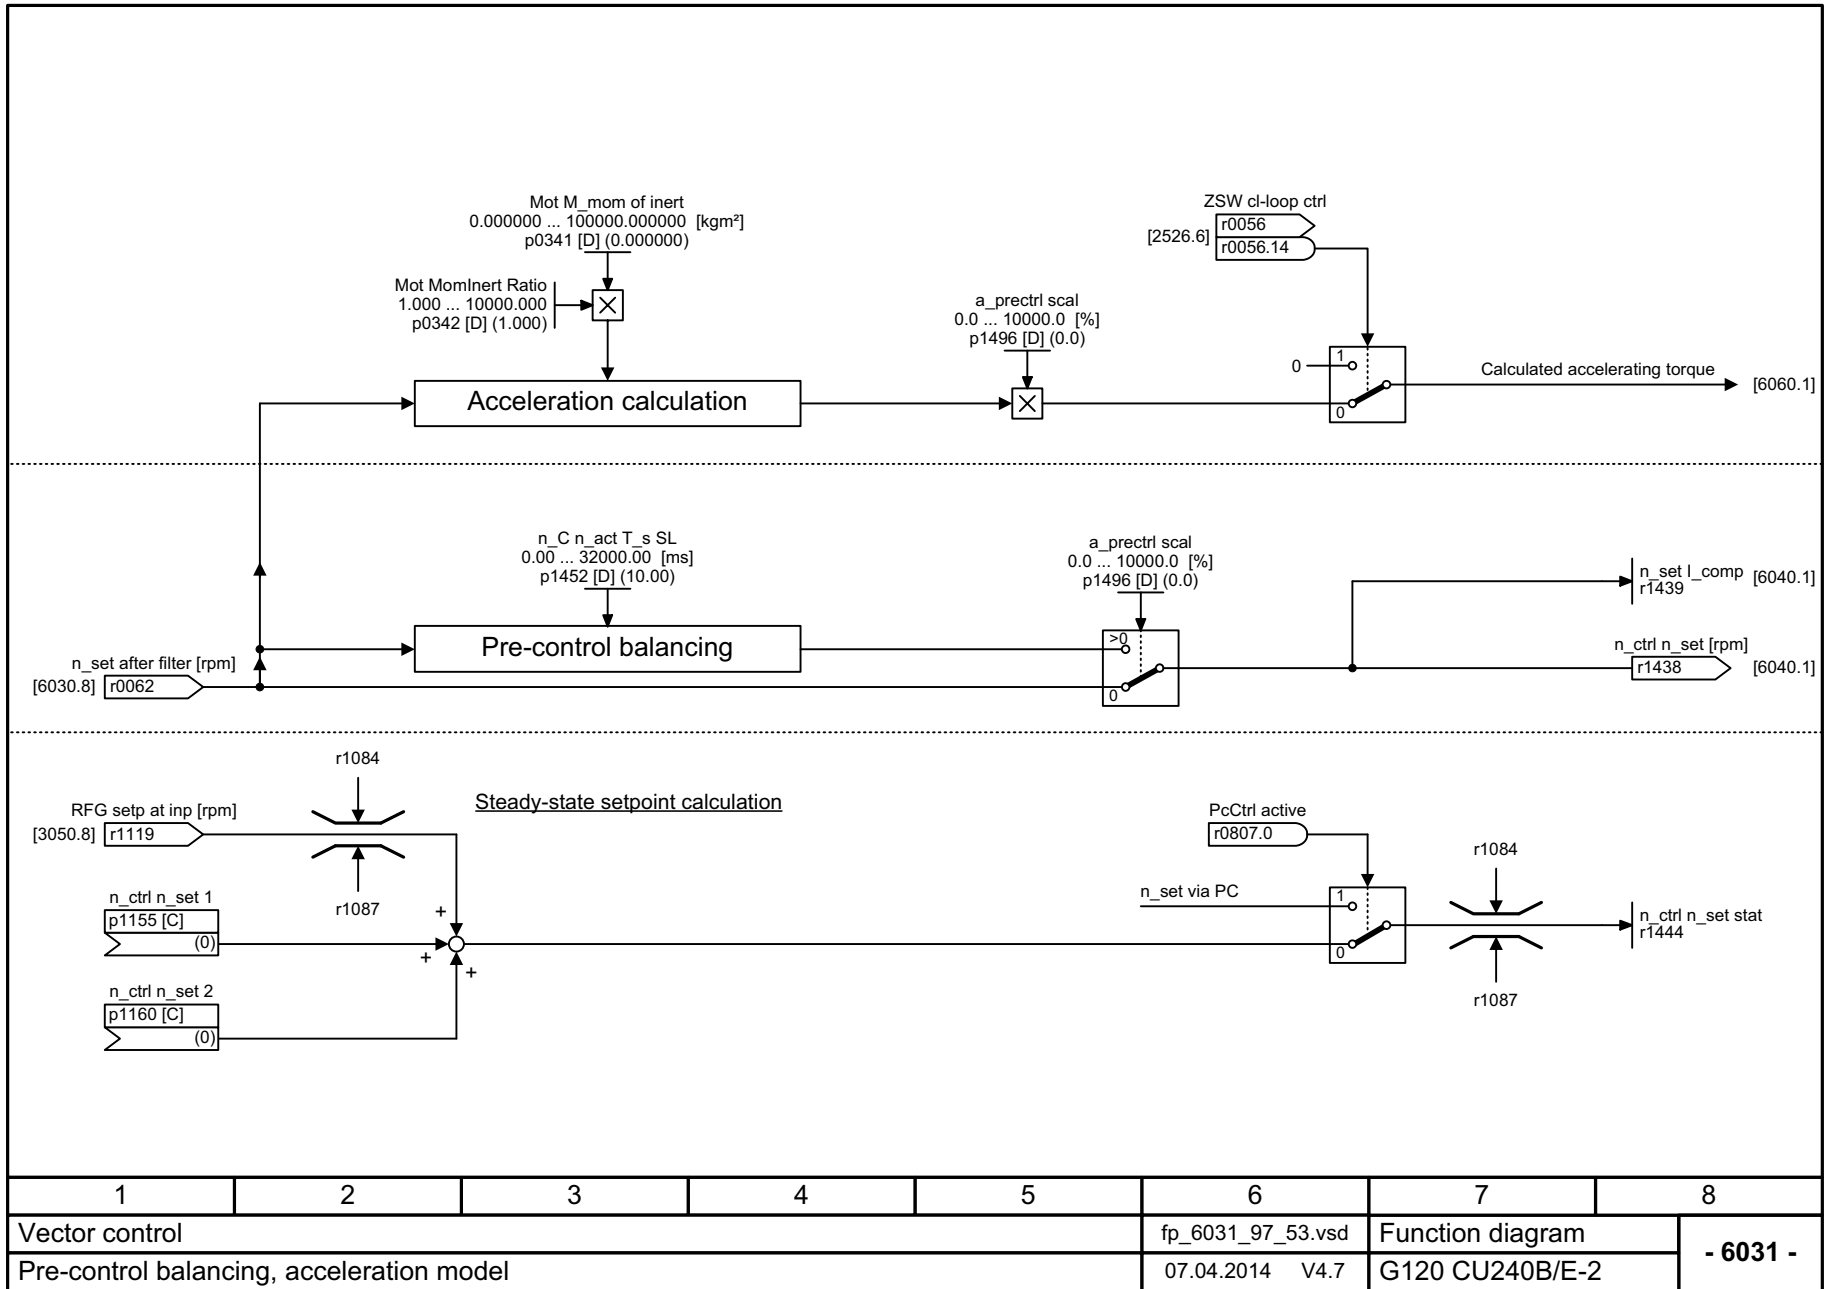 Mot M_mom of inert
0.000000 ... 100000.000000 [kgm²]
p0341 [D] (0.000000)
Mot MomInert Ratio
1.000 ... 10000.000
p0342 [D] (1.000)
Acceleration calculation
a_prectrl scal
0.0 ... 10000.0 [%]
p1496 [D] (0.0)
ZSW cl-loop ctrl
[2526.6]
r0056
r0056.14
0
1
0
Calculated accelerating torque
[6060.1]
n_C n_act T_s SL
0.00 ... 32000.00 [ms]
p1452 [D] (10.00)
Pre-control balancing
a_prectrl scal
0.0 ... 10000.0 [%]
p1496 [D] (0.0)
>0
0
n_set after filter [rpm]
[6030.8]
r0062
n_set I_comp
r1439
[6040.1]
n_ctrl n_set [rpm]
r1438
[6040.1]
r1084
RFG setp at inp [rpm]
[3050.8]
r1119
r1087
Steady-state setpoint calculation
n_ctrl n_set 1
p1155 [C]
(0)
+
+
+
n_ctrl n_set 2
p1160 [C]
(0)
PcCtrl active
r0807.0
n_set via PC
1
0
r1084
r1087
n_ctrl n_set stat
r1444
1 2 3 4 5 6 7 8
Vector control
fp_6031_97_53.vsd
Function diagram
- 6031 -
Pre-control balancing, acceleration model
07.04.2014 V4.7
G120 CU240B/E-2